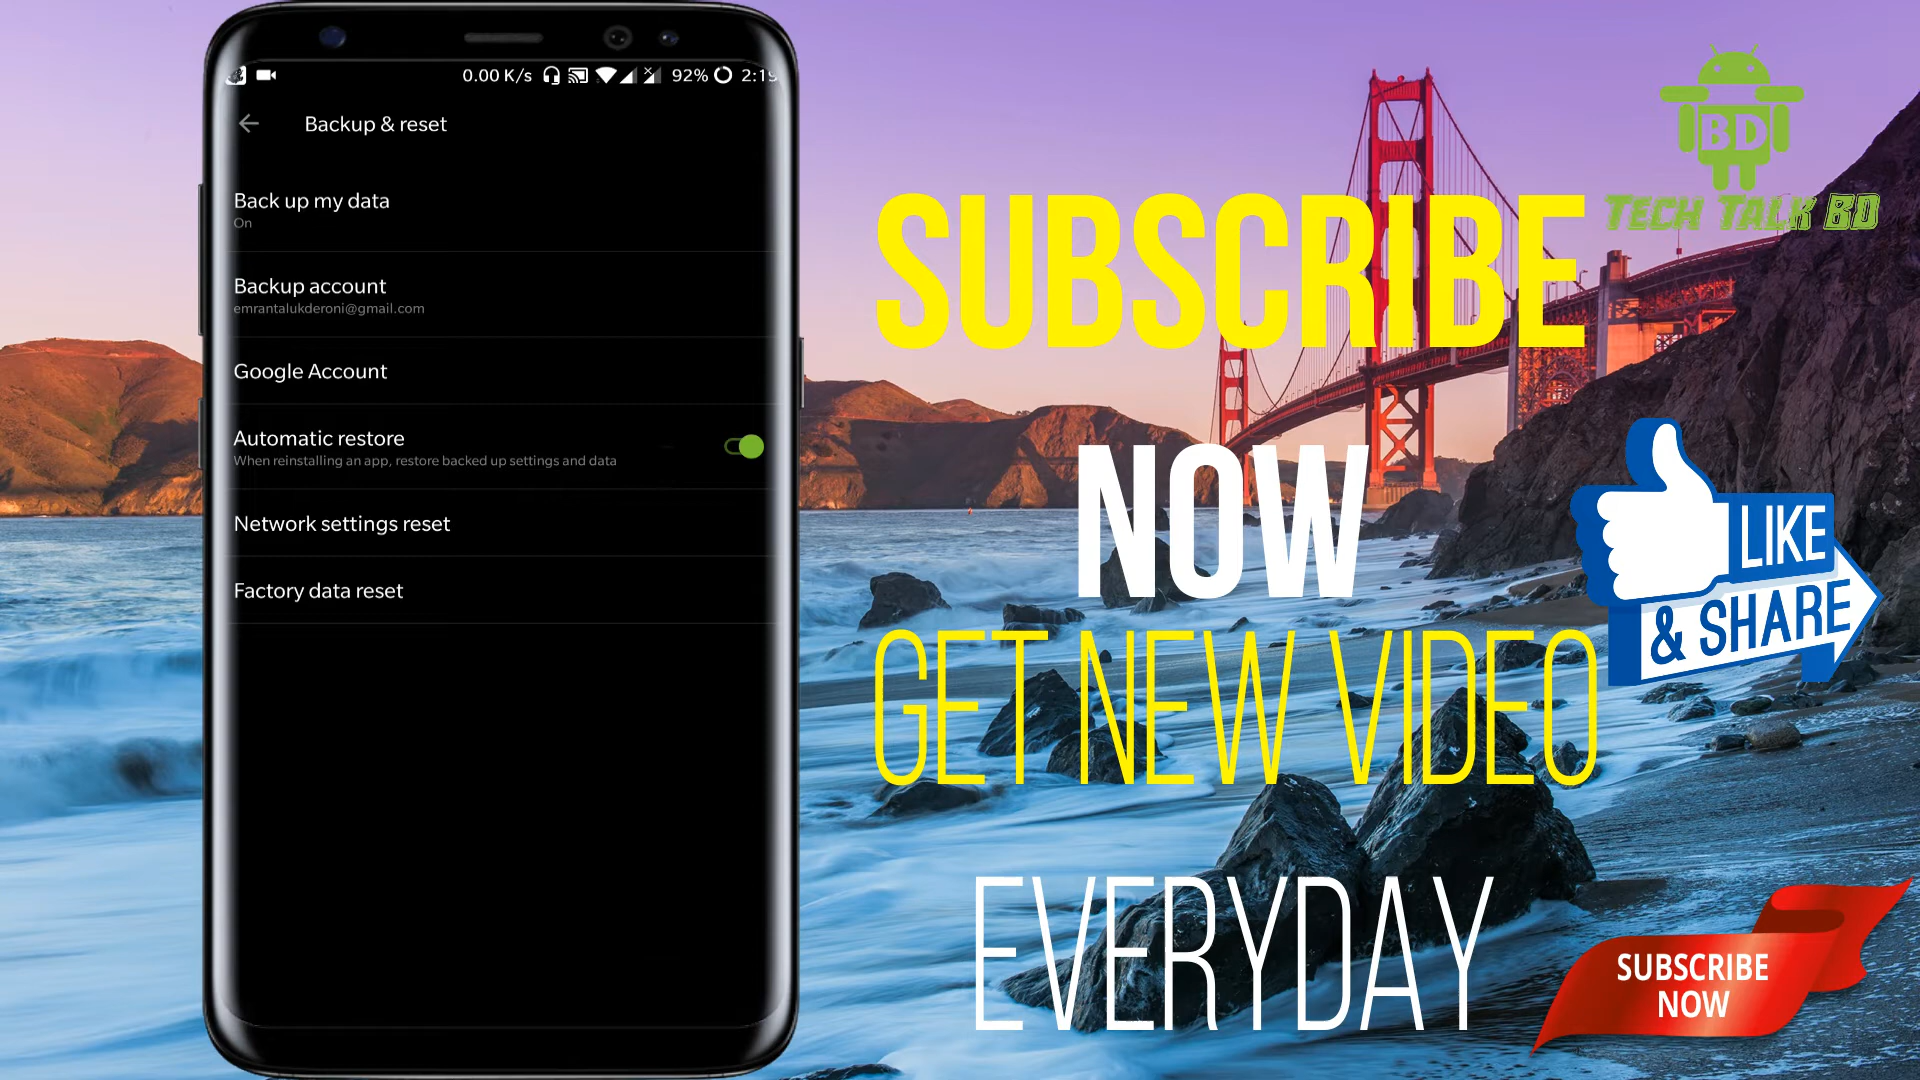 0.00 K/s 92% 2:19
Backup & reset
Back up my data
On
Backup account
emrantalukderoni@gmail.com
Google Account
Automatic restore
When reinstalling an app, restore backed up settings and data
Network settings reset
Factory data reset
SUBSCRIBE
NOW
GET NEW VIDEO
EVERYDAY
BD
TECH TALK BD
LIKE
& SHARE
SUBSCRIBE
NOW